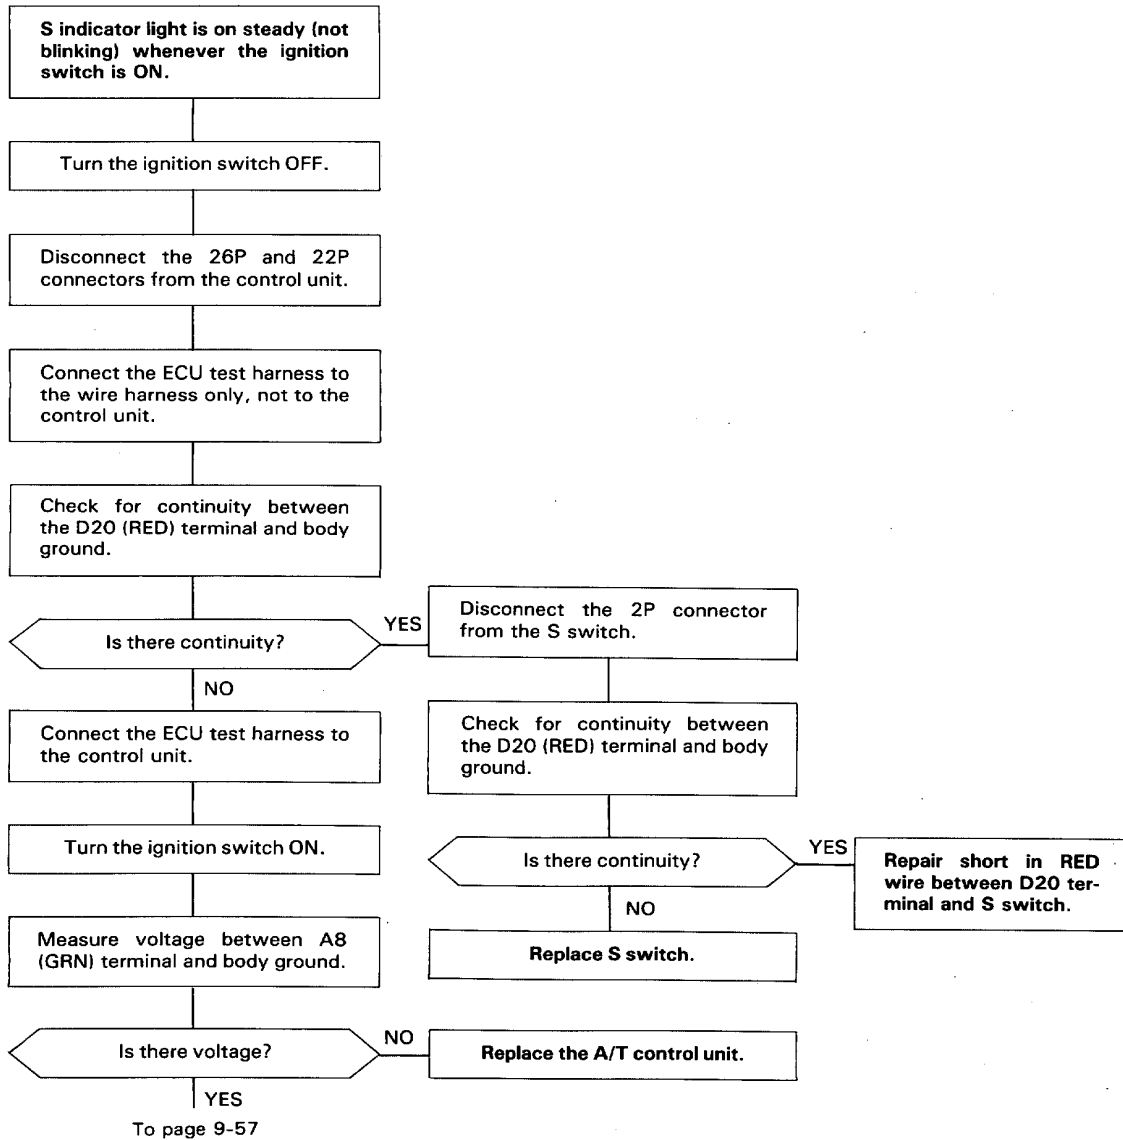 S indicator light is on steady (not
blinking) whenever the ignition
switch is ON.
Turn the ignition switch OFF.
Disconnect the 26P and 22P
connectors from the control unit.
Connect the ECU test harness to
the wire harness only, not to the
control unit.
Check for continuity between
the D20 (RED) terminal and body
ground.
Is there continuity?
YES
Disconnect the 2P connector
from the S switch.
NO
Connect the ECU test harness to
the control unit.
Check for continuity between
the D20 (RED) terminal and body
ground.
Turn the ignition switch ON.
Is there continuity?
YES
Repair short in RED
wire between D20 ter-
minal and S switch.
NO
Measure voltage between A8
(GRN) terminal and body ground.
Replace S switch.
Is there voltage?
NO
Replace the A/T control unit.
YES
To page 9-57